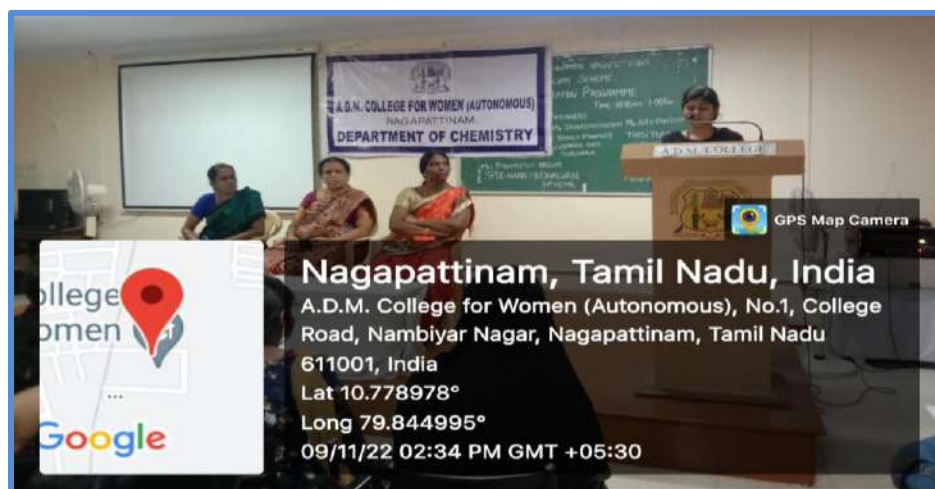 A.D.M. COLLEGE FOR WOMEN (AUTONOMOUS)
NAGAPATTINAM
DEPARTMENT OF CHEMISTRY
SCHEME
PROGRAMME
A.D.M. COLLEGE
GPS Map Camera
ollege
omen
Google
Nagapattinam, Tamil Nadu, India
A.D.M. College for Women (Autonomous), No.1, College
Road, Nambiyar Nagar, Nagapattinam, Tamil Nadu
611001, India
Lat 10.778978°
Long 79.844995°
09/11/22 02:34 PM GMT +05:30